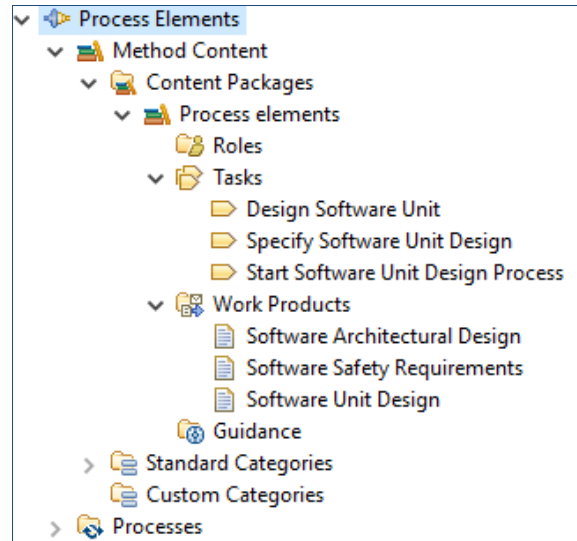 Process Elements
Method Content
Content Packages
Process elements
Roles
Tasks
Design Software Unit
Specify Software Unit Design
Start Software Unit Design Process
Work Products
Software Architectural Design
Software Safety Requirements
Software Unit Design
Guidance
Standard Categories
Custom Categories
Processes